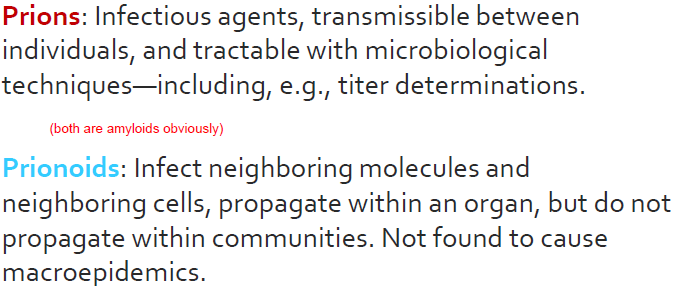 Prions: Infectious agents, transmissible between
individuals, and tractable with microbiological
techniques—including, e.g., titer determinations.
(both are amyloids obviously)
Prionoids: Infect neighboring molecules and
neighboring cells, propagate within an organ, but do not
propagate within communities. Not found to cause
macroepidemics.